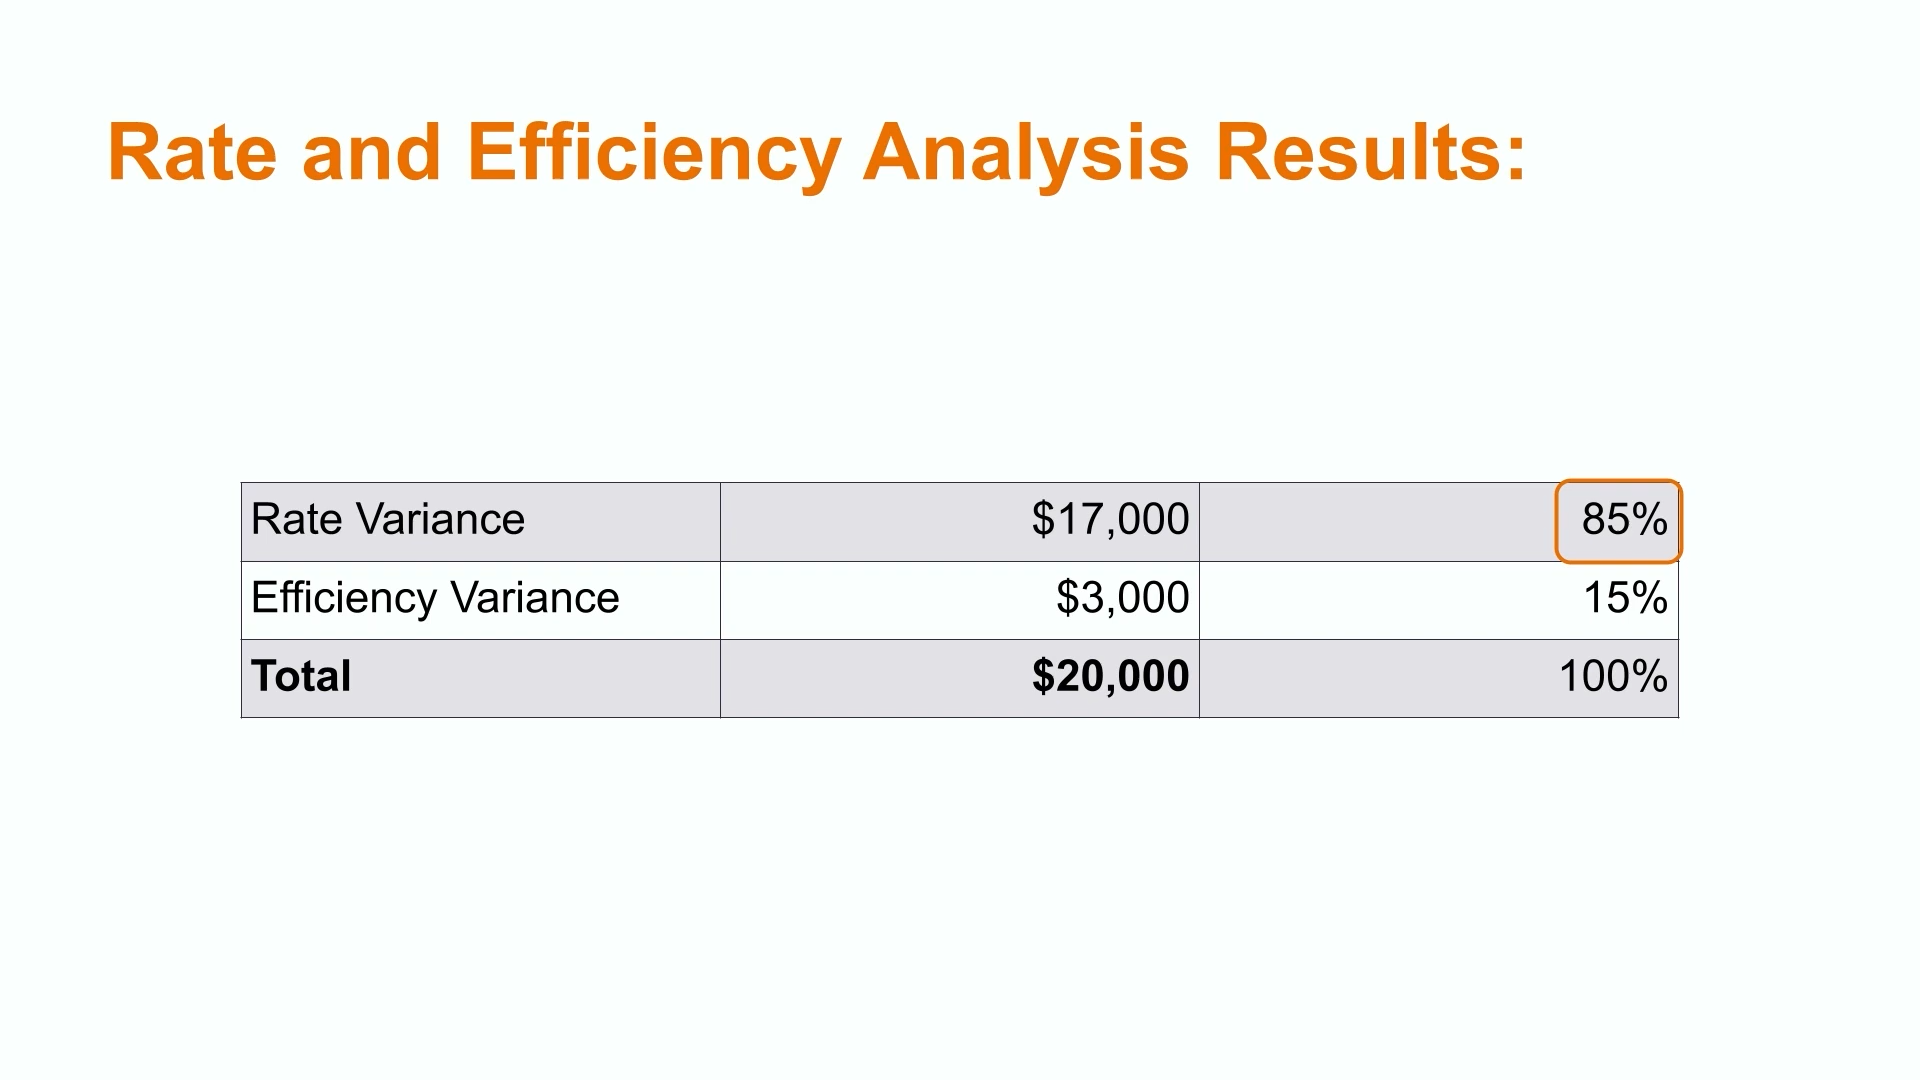 Rate and Efficiency Analysis Results:
Rate Variance $17,000 85%
Efficiency Variance $3,000 15%
Total $20,000 100%